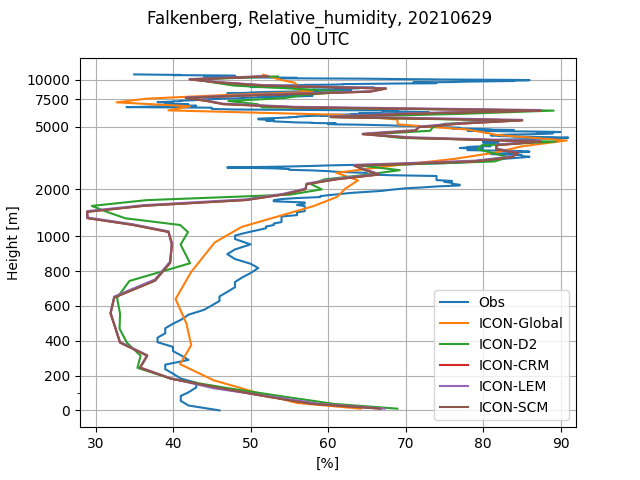 Falkenberg, Relative_humidity, 20210629
00 UTC
10000
7500
5000
2000
1000
800
600
400
200
0
Height [m]
30
40
50
60
70
80
90
[%]
Obs
ICON-Global
ICON-D2
ICON-CRM
ICON-LEM
ICON-SCM